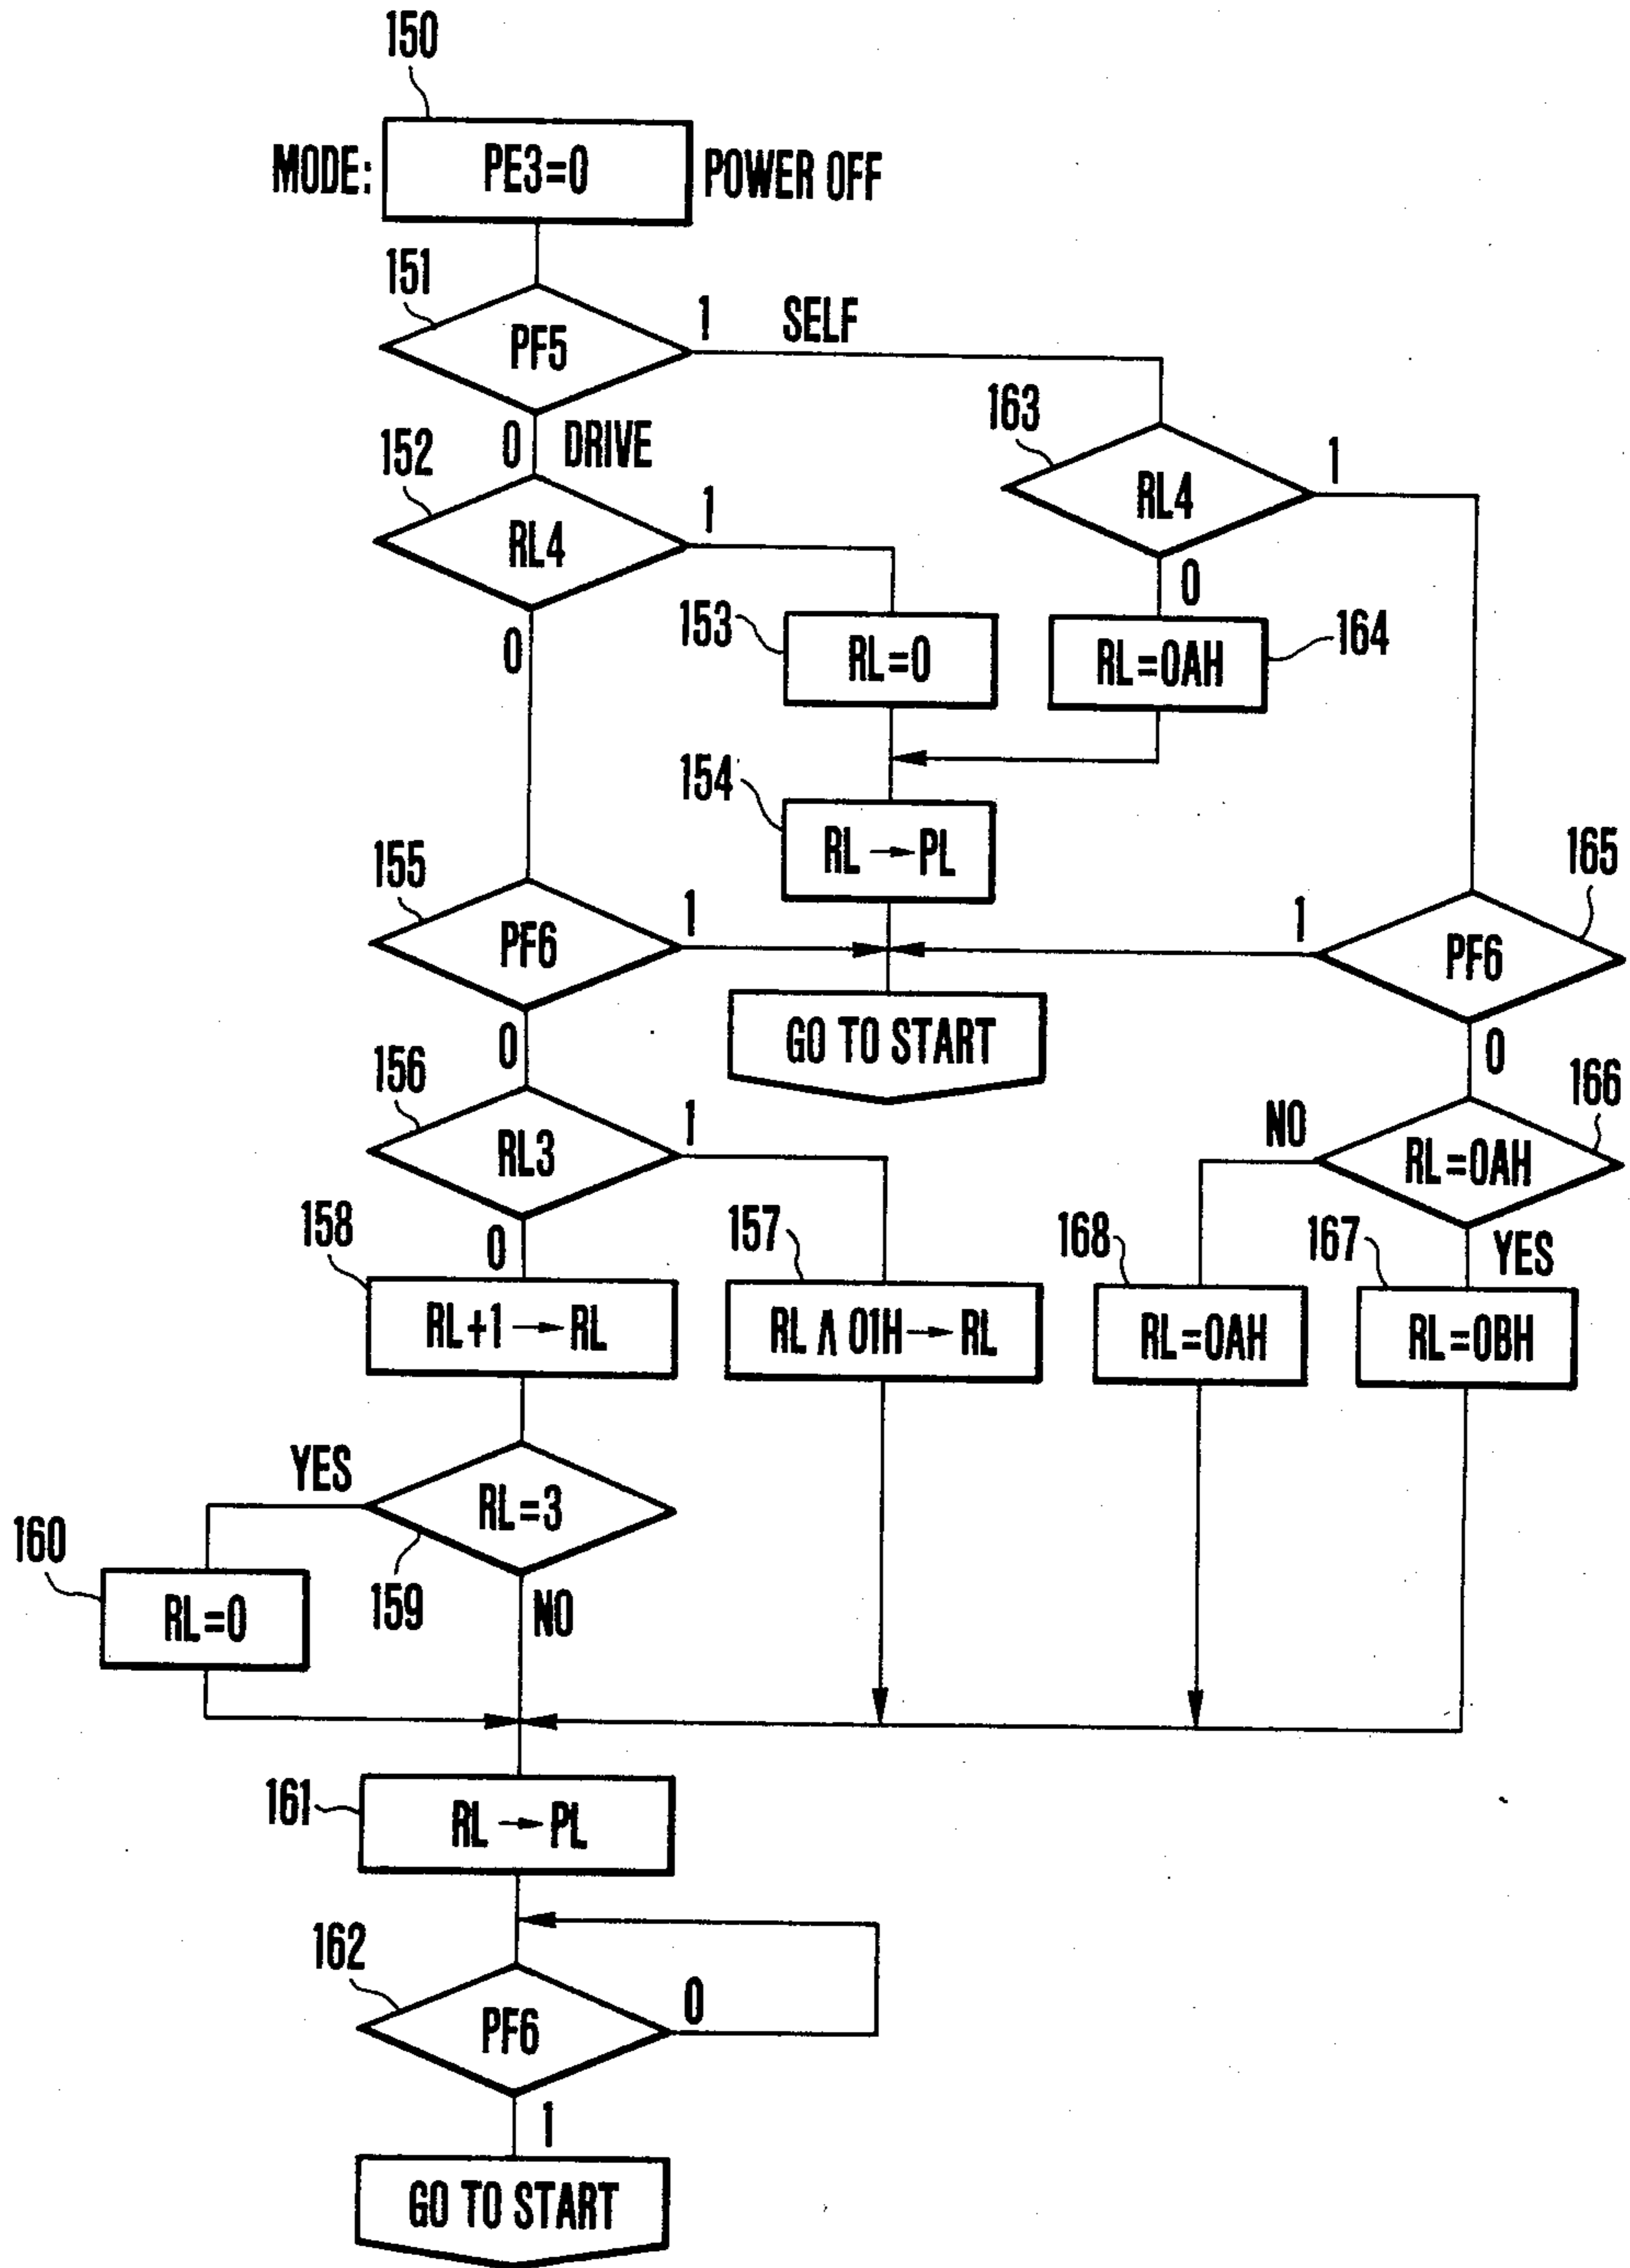 150
MODE: PE3=0 POWER OFF
151
PF5
1 SELF
0 DRIVE
163
RL4
1
0
152
RL4
1
0
153
RL=0
RL=0AH
164
154
RL → PL
155
PF6
1
0
165
PF6
1
0
GO TO START
156
RL3
1
0
166
RL=0AH
NO
YES
158
RL+1 → RL
157
RL ∧ 01H → RL
168
RL=0AH
167
RL=0BH
159
RL=3
YES
NO
160
RL=0
161
RL → PL
162
PF6
0
1
GO TO START